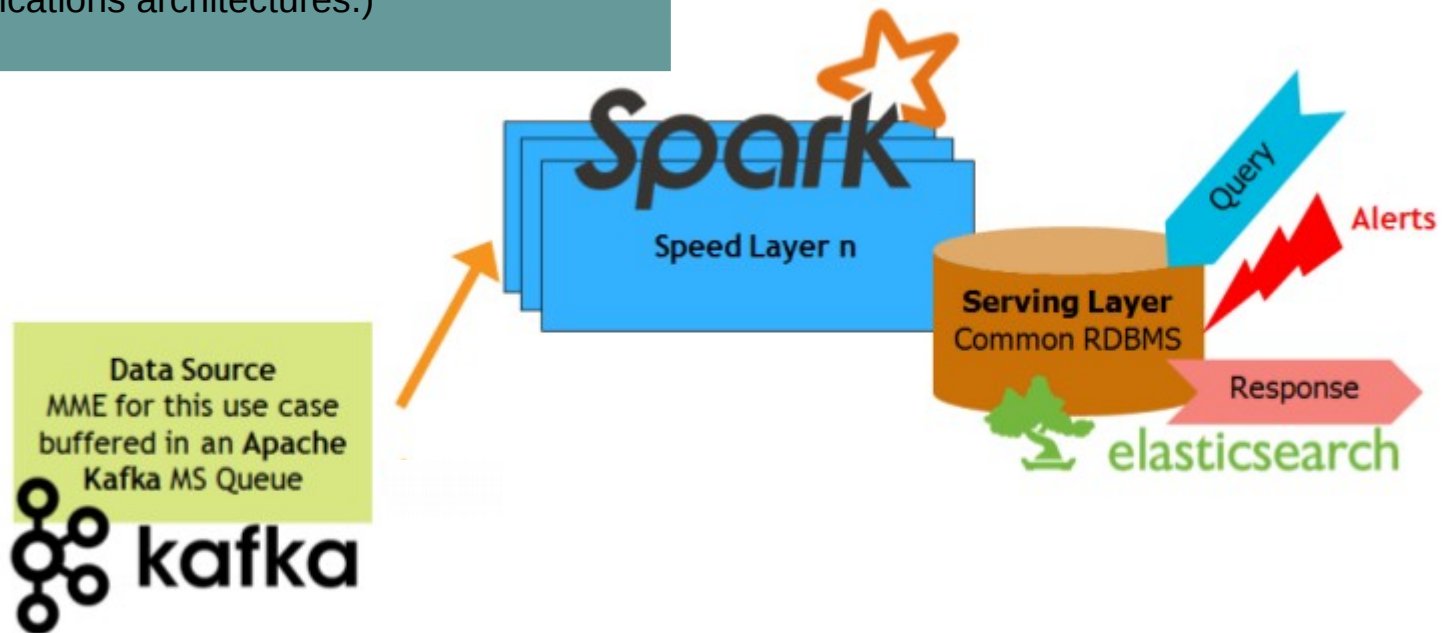 ications architectures.)
Spark
Speed Layer n
Query
Alerts
Serving Layer
Common RDBMS
Response
elasticsearch
Data Source
MME for this use case
buffered in an Apache
Kafka MS Queue
kafka